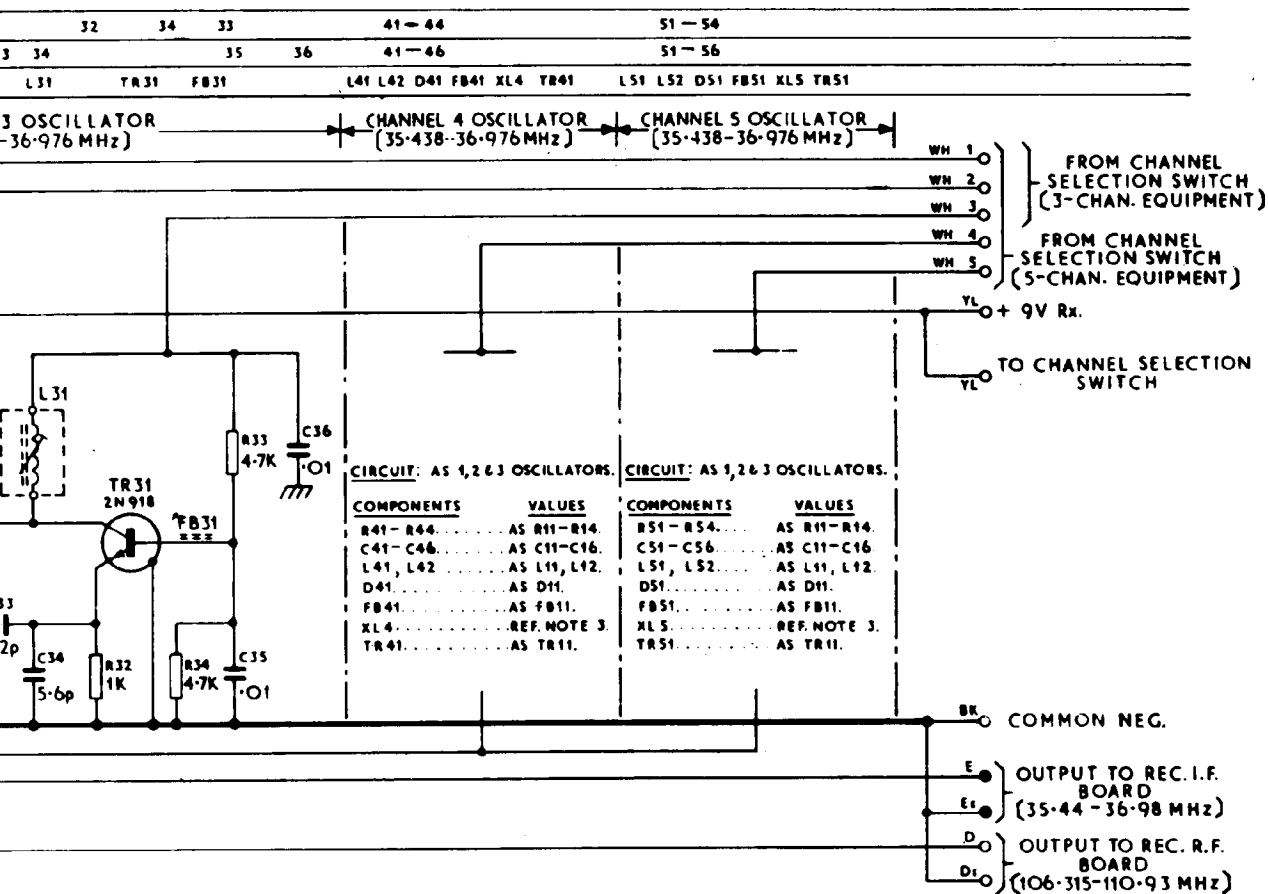 32 34 33 41-44 51-54
3 34 35 36 41-46 51-56
L31 TR31 FB31 L41 L42 D41 FB41 XL4 TR41 L51 L52 D51 FB51 XL5 TR51
3 OSCILLATOR
-36·976 MHz)
CHANNEL 4 OSCILLATOR
(35·438-36·976 MHz)
CHANNEL 5 OSCILLATOR
(35·438-36·976 MHz)
WH 1
WH 2
WH 3
WH 4
WH 5
FROM CHANNEL
SELECTION SWITCH
(3-CHAN. EQUIPMENT)
FROM CHANNEL
SELECTION SWITCH
(5-CHAN. EQUIPMENT)
YL + 9V Rx.
YL
TO CHANNEL SELECTION
SWITCH
L31
R33
4·7K
C36
·01
TR31
2N918
FB31
33
2p
C34
5·6p
R32
1K
R34
4·7K
C35
·01
CIRCUIT: AS 1,2 & 3 OSCILLATORS.
COMPONENTS VALUES
R41-R44....... AS R11-R14.
C41-C46....... AS C11-C16.
L41, L42 ...... AS L11, L12.
D41.......... AS D11.
FB41.......... AS FB11.
XL4.......... REF. NOTE 3.
TR41.......... AS TR11.
CIRCUIT: AS 1,2 & 3 OSCILLATORS.
COMPONENTS VALUES
R51-R54.... AS R11-R14.
C51-C56...... AS C11-C16.
L51, L52..... AS L11, L12.
D51......... AS D11.
FB51......... AS FB11.
XL5......... REF. NOTE 3.
TR51......... AS TR11.
BK COMMON NEG.
E
E1
OUTPUT TO REC. I.F.
BOARD
(35·44-36·98 MHz)
D
D1
OUTPUT TO REC. R.F.
BOARD
(106·315-110·93 MHz)